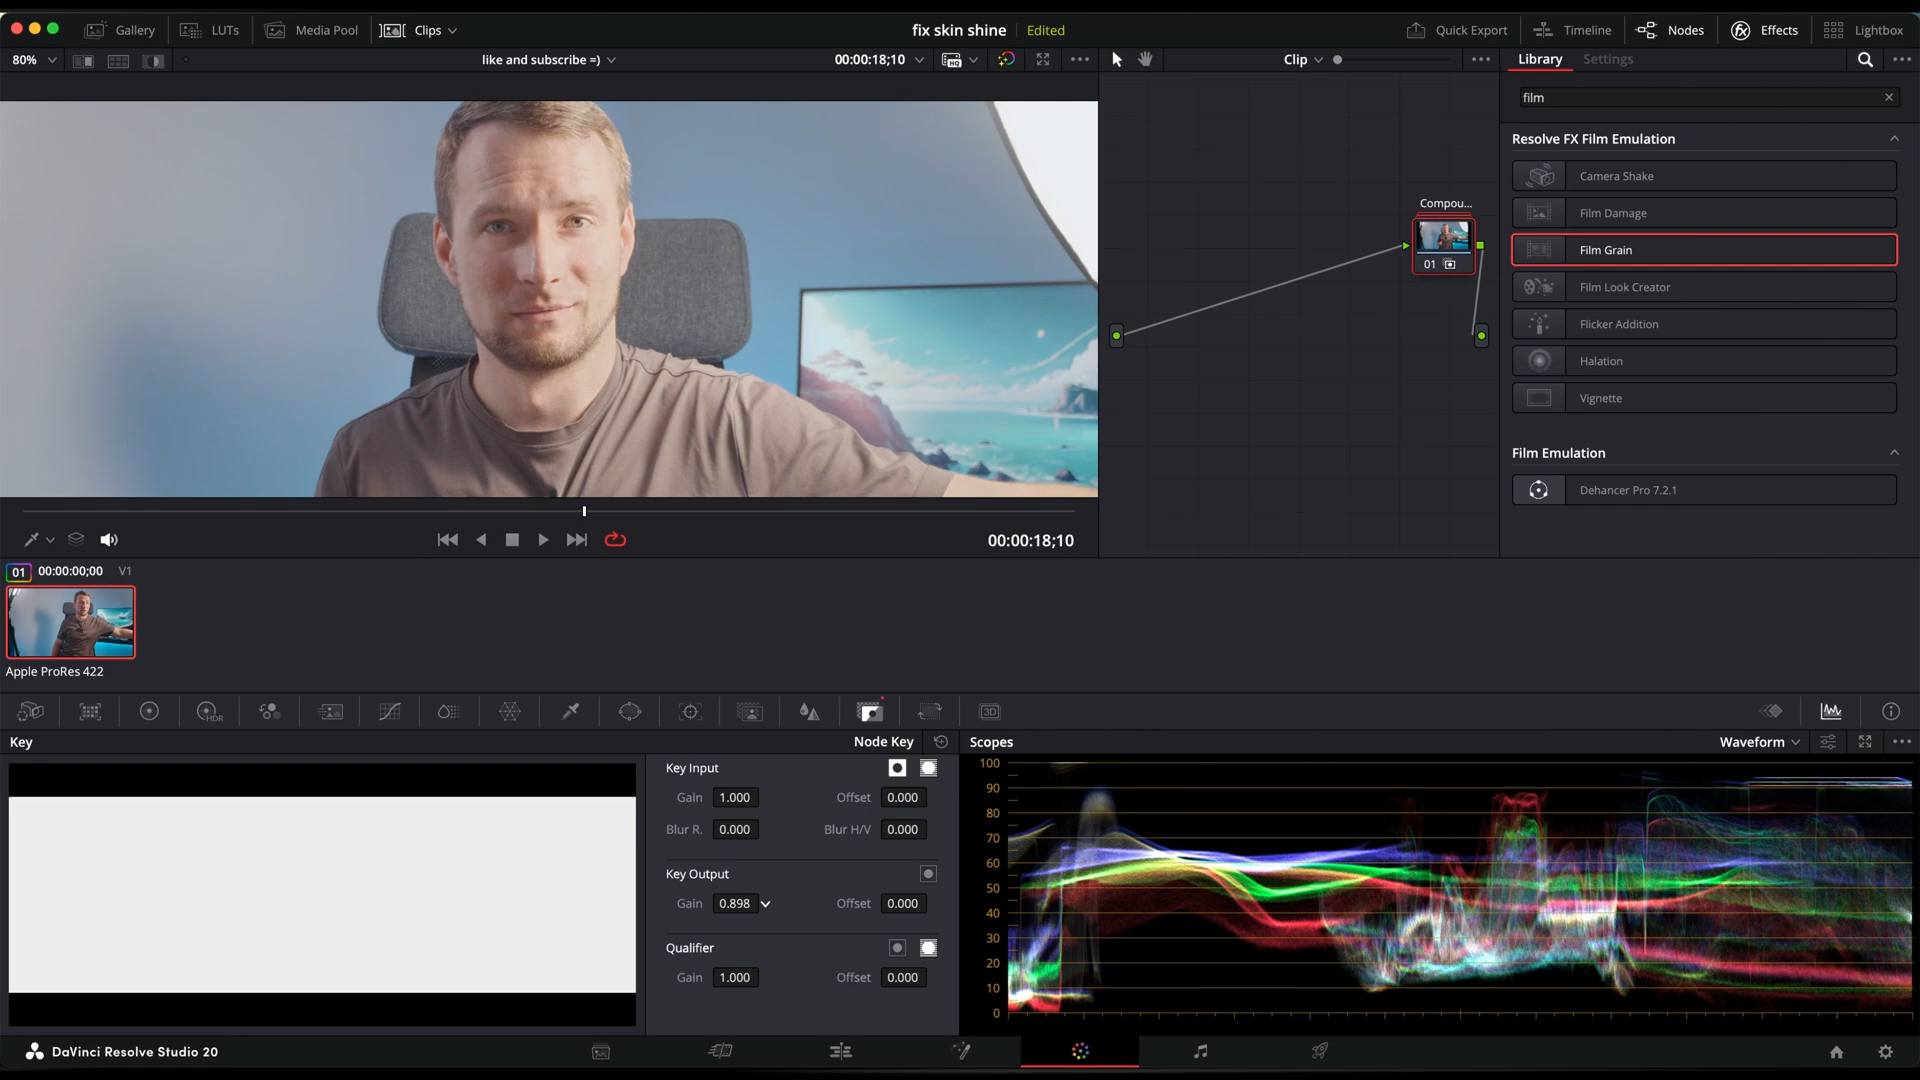 Gallery LUTs Media Pool Clips fix skin shine Edited Quick Export Timeline Nodes Effects Lightbox
80% like and subscribe =) 00:00:18;10 HQ Clip Library Settings
film
Resolve FX Film Emulation
Camera Shake
Film Damage
Film Grain
Film Look Creator
Flicker Addition
Halation
Vignette
Film Emulation
Dehancer Pro 7.2.1
Compou...
01
00:00:18;10
01 00:00:00;00 V1
Apple ProRes 422
HDR
3D
Key Node Key
Key Input
Gain 1.000 Offset 0.000
Blur R. 0.000 Blur H/V 0.000
Key Output
Gain 0.898 Offset 0.000
Qualifier
Gain 1.000 Offset 0.000
Scopes Waveform
100
90
80
70
60
50
40
30
20
10
0
DaVinci Resolve Studio 20